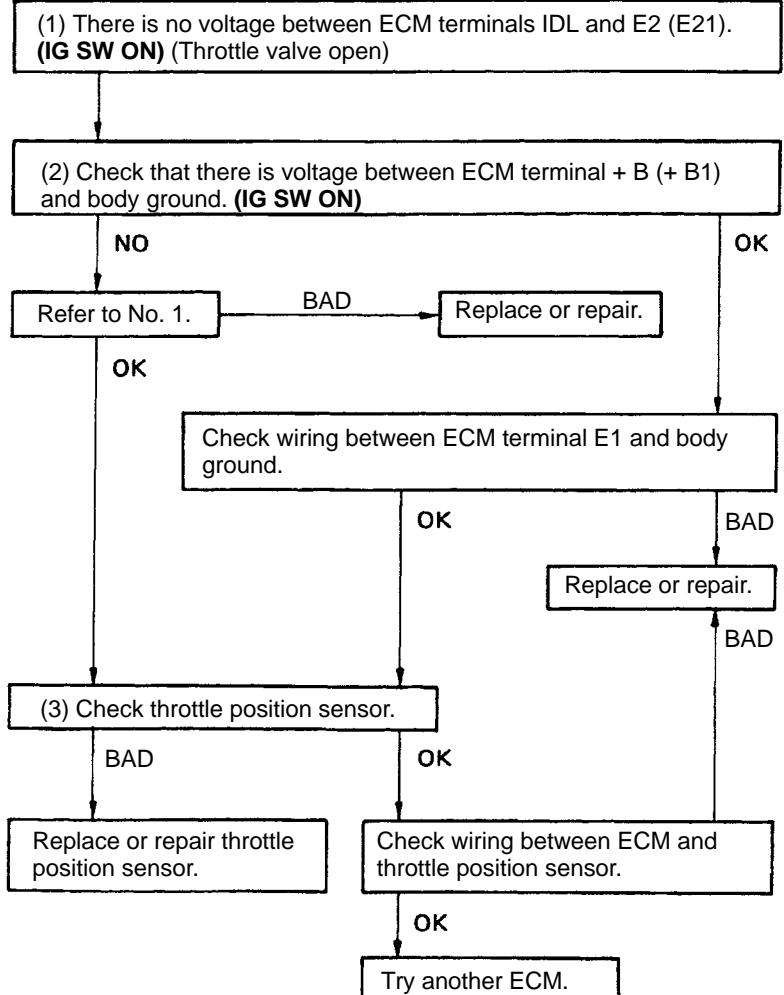 (1) There is no voltage between ECM terminals IDL and E2 (E21).
(IG SW ON) (Throttle valve open)
(2) Check that there is voltage between ECM terminal + B (+ B1)
and body ground. (IG SW ON)
NO
OK
Refer to No. 1.
BAD
Replace or repair.
OK
Check wiring between ECM terminal E1 and body
ground.
OK
BAD
Replace or repair.
BAD
(3) Check throttle position sensor.
BAD
OK
Replace or repair throttle
position sensor.
Check wiring between ECM and
throttle position sensor.
OK
Try another ECM.